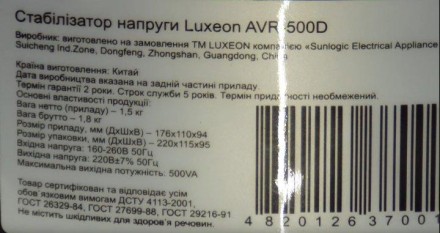 Стабілізатор напруги Luxeon AVR-500D
Виробник: виготовлено на замовлення ТМ LUXEON компанією «Sunlogic Electrical Appliance
Suicheng Ind.Zone, Dongfeng, Zhongshan, Guangdong, China
Країна виготовлення: Китай
Дата виробництва вказана на задній частині приладу.
Термін гарантії 2 роки. Строк служби 5 років. Термін придатності необмежений.
Основні властивості продукції:
Вага нетто (приладу) – 1,5 кг
Вага брутто – 1,8 кг
Розмір приладу, мм (ДхШхВ) – 176х110х94
Розмір упаковки, мм (ДхШхВ) – 220х115х95
Вхідна напруга: 160-260В 50Гц
Вихідна напруга: 220В±7% 50Гц
Максимальна вихідна потужність: 500VA
Товар сертифікован та відповідає усім
обов'язковим вимогам ДСТУ 4113-2001,
ГОСТ 26329-84, ГОСТ 27699-88, ГОСТ 29216-91
Не містить шкідливих для здоров'я речовин.
4 820126 37001